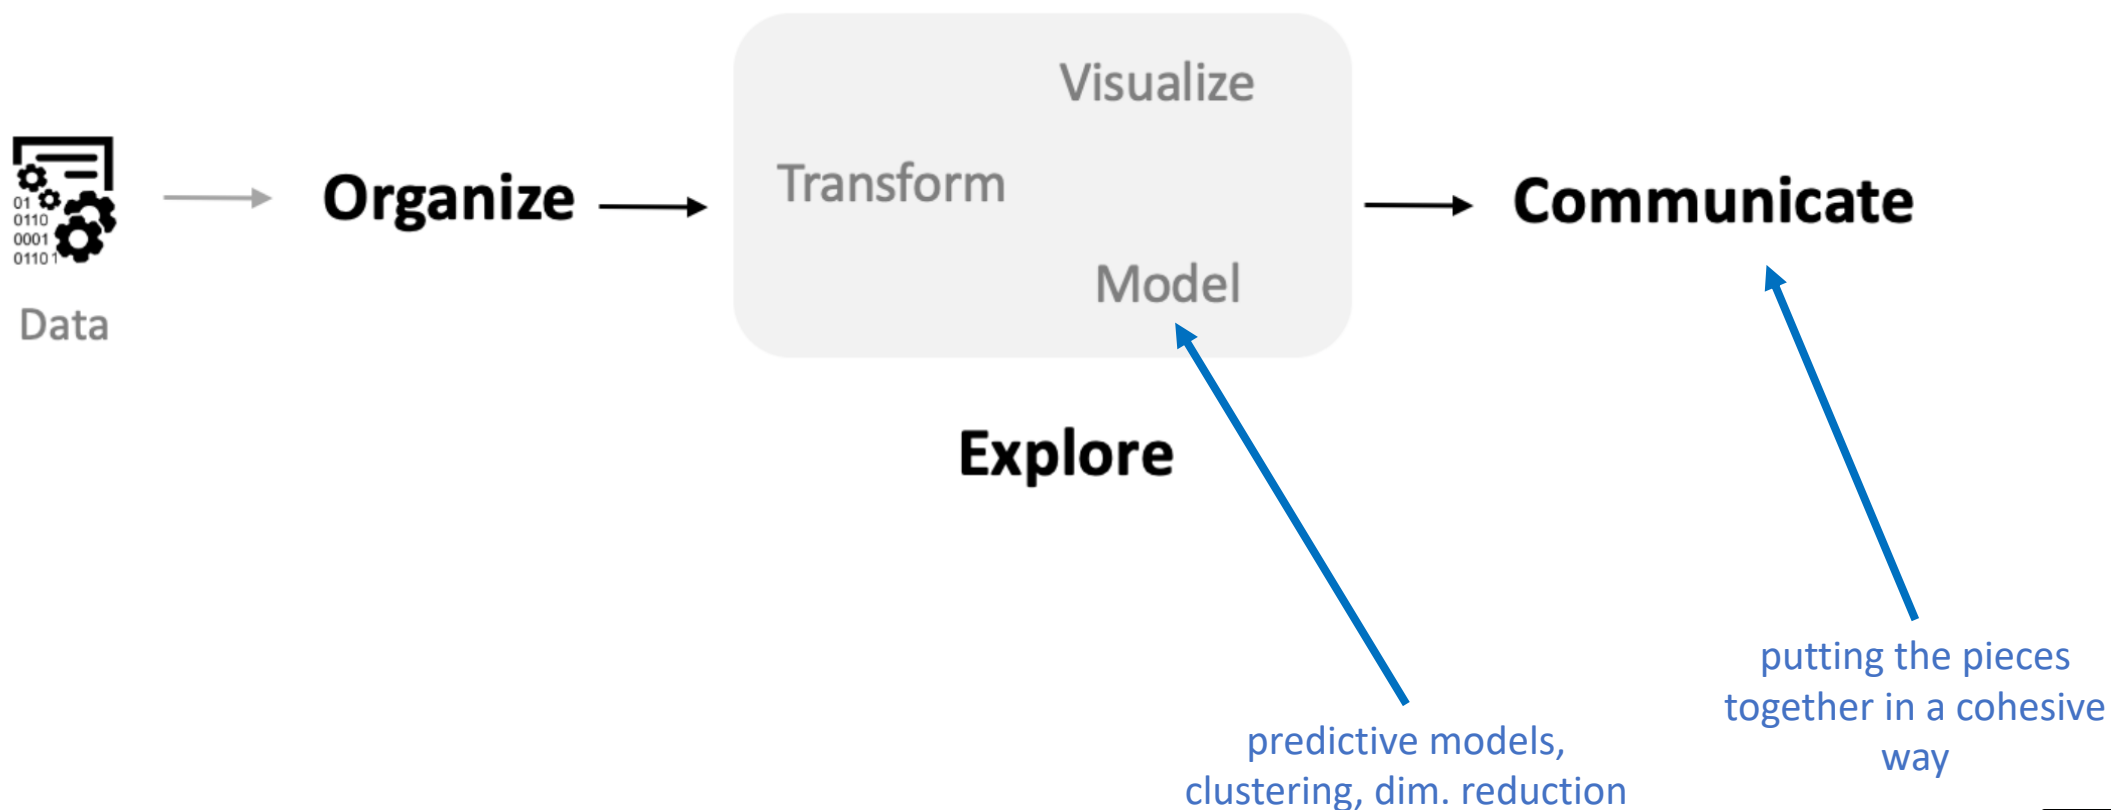 01
0110
0001
01101
Data
Organize
Visualize
Transform
Model
Explore
Communicate
predictive models,
clustering, dim. reduction
putting the pieces
together in a cohesive
way